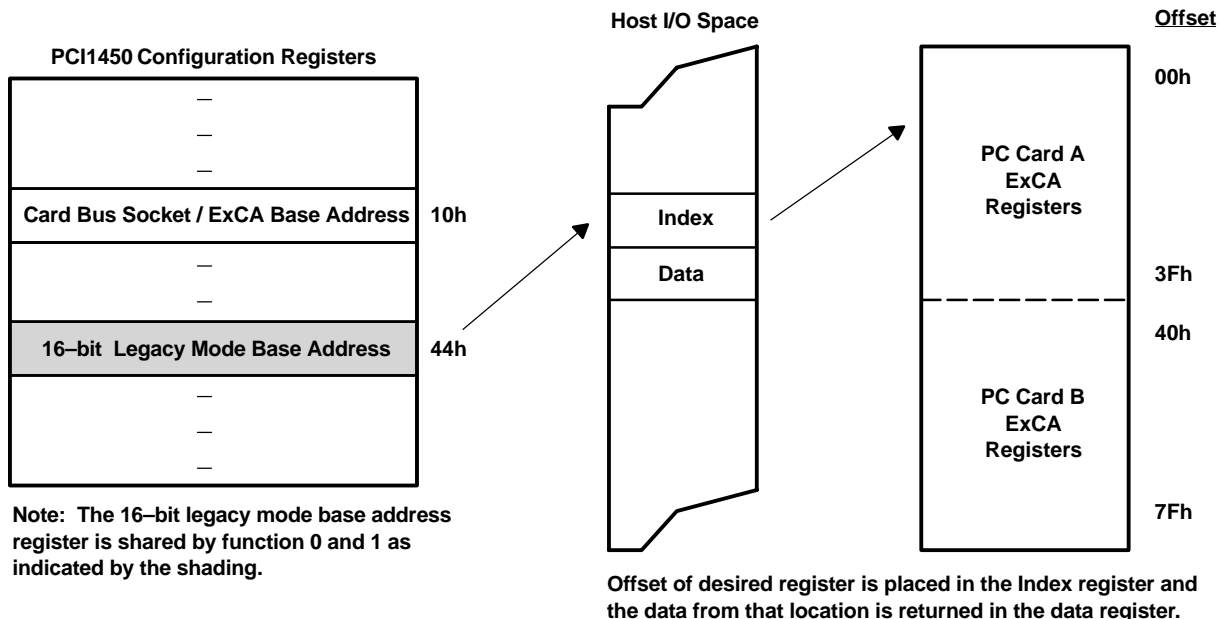 PCI1450 Configuration Registers
—
—
—
Card Bus Socket / ExCA Base Address 10h
—
—
16–bit Legacy Mode Base Address 44h
—
—
—
Note: The 16–bit legacy mode base address
register is shared by function 0 and 1 as
indicated by the shading.
Host I/O Space
Index
Data
Offset
00h
PC Card A
ExCA
Registers
3Fh
40h
PC Card B
ExCA
Registers
7Fh
Offset of desired register is placed in the Index register and
the data from that location is returned in the data register.